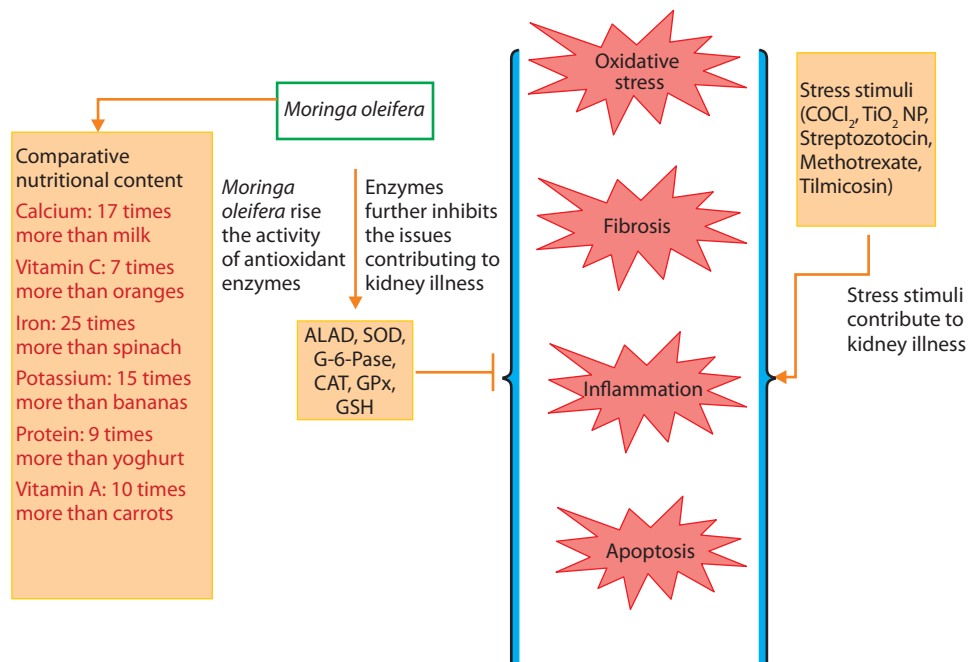 Moringa oleifera
Comparative
nutritional content
Calcium: 17 times
more than milk
Vitamin C: 7 times
more than oranges
Iron: 25 times
more than spinach
Potassium: 15 times
more than bananas
Protein: 9 times
more than yoghurt
Vitamin A: 10 times
more than carrots
Moringa
oleifera rise
the activity
of antioxidant
enzymes
Enzymes
further inhibits
the issues
contributing to
kidney illness
ALAD, SOD,
G-6-Pase,
CAT, GPx,
GSH
Oxidative
stress
Fibrosis
Inflammation
Apoptosis
Stress stimuli
(COCl₂, TiO₂ NP,
Streptozotocin,
Methotrexate,
Tilmicosin)
Stress stimuli
contribute to
kidney illness